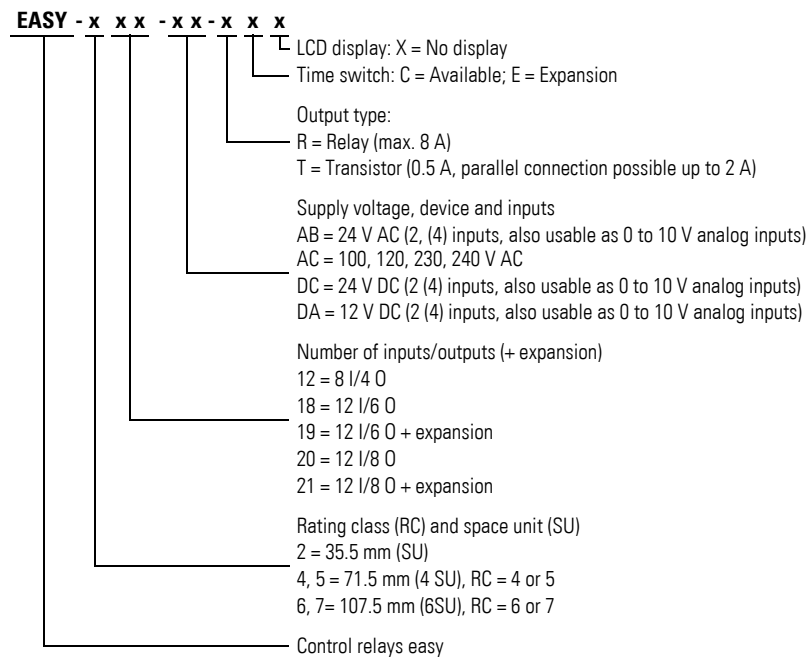 EASY - x x x - x x - x x x
LCD display: X = No display
Time switch: C = Available; E = Expansion
Output type:
R = Relay (max. 8 A)
T = Transistor (0.5 A, parallel connection possible up to 2 A)
Supply voltage, device and inputs
AB = 24 V AC (2, (4) inputs, also usable as 0 to 10 V analog inputs)
AC = 100, 120, 230, 240 V AC
DC = 24 V DC (2 (4) inputs, also usable as 0 to 10 V analog inputs)
DA = 12 V DC (2 (4) inputs, also usable as 0 to 10 V analog inputs)
Number of inputs/outputs (+ expansion)
12 = 8 I/4 O
18 = 12 I/6 O
19 = 12 I/6 O + expansion
20 = 12 I/8 O
21 = 12 I/8 O + expansion
Rating class (RC) and space unit (SU)
2 = 35.5 mm (SU)
4, 5 = 71.5 mm (4 SU), RC = 4 or 5
6, 7= 107.5 mm (6SU), RC = 6 or 7
Control relays easy